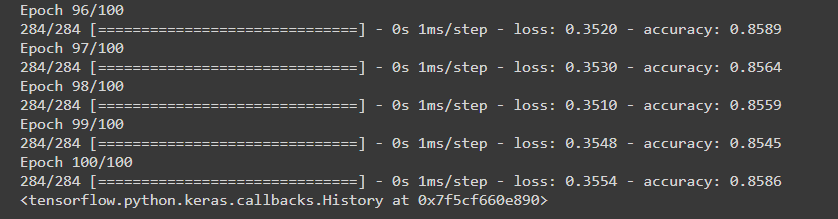 Epoch 96/100
284/284 [==============================] - 0s 1ms/step - loss: 0.3520 - accuracy: 0.8589
Epoch 97/100
284/284 [==============================] - 0s 1ms/step - loss: 0.3530 - accuracy: 0.8564
Epoch 98/100
284/284 [==============================] - 0s 1ms/step - loss: 0.3510 - accuracy: 0.8559
Epoch 99/100
284/284 [==============================] - 0s 1ms/step - loss: 0.3548 - accuracy: 0.8545
Epoch 100/100
284/284 [==============================] - 0s 1ms/step - loss: 0.3554 - accuracy: 0.8586
<tensorflow.python.keras.callbacks.History at 0x7f5cf660e890>